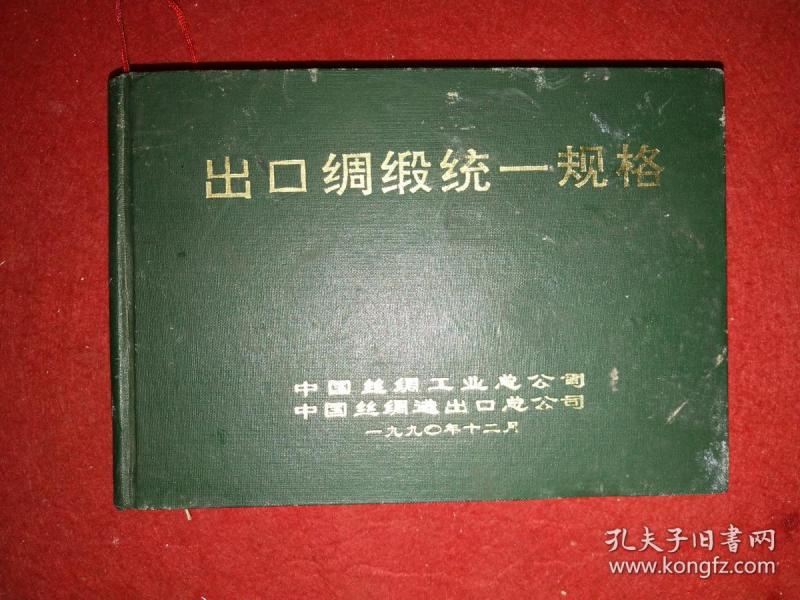 出口绸缎统一规格
中国丝绸工业总公司
中国丝绸进出口总公司
一九九〇年十二月
孔夫子旧书网
www.kongfz.com